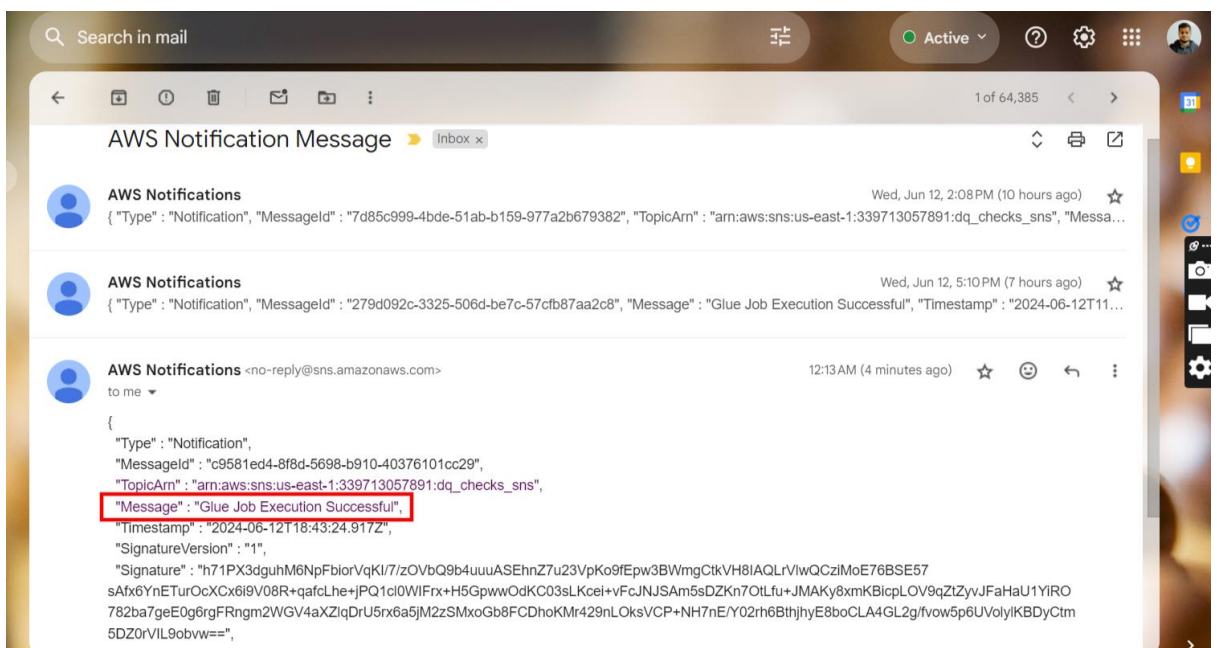 Search in mail
Active
1 of 64,385
31
AWS Notification Message
Inbox x
AWS Notifications
Wed, Jun 12, 2:08 PM (10 hours ago)
{ "Type" : "Notification", "MessageId" : "7d85c999-4bde-51ab-b159-977a2b679382", "TopicArn" : "arn:aws:sns:us-east-1:339713057891:dq_checks_sns", "Messa...
AWS Notifications
Wed, Jun 12, 5:10 PM (7 hours ago)
{ "Type" : "Notification", "MessageId" : "279d092c-3325-506d-be7c-57cfb87aa2c8", "Message" : "Glue Job Execution Successful", "Timestamp" : "2024-06-12T11...
AWS Notifications <no-reply@sns.amazonaws.com>
12:13 AM (4 minutes ago)
to me
{
"Type" : "Notification",
"MessageId" : "c9581ed4-8f8d-5698-b910-40376101cc29",
"TopicArn" : "arn:aws:sns:us-east-1:339713057891:dq_checks_sns",
"Message" : "Glue Job Execution Successful",
"Timestamp" : "2024-06-12T18:43:24.917Z",
"SignatureVersion" : "1",
"Signature" : "h71PX3dguhM6NpFbiorVqKI/7/zOVbQ9b4uuuASEhnZ7u23VpKo9fEpw3BWmgCtkVH8IAQLrVlwQCziMoE76BSE57
sAfx6YnETurOcXCx6i9V08R+qafcLhe+jPQ1cl0WIFrx+H5GpwwOdKC03sLKcei+vFcJNJSAm5sDZKn7OtLfu+JMAKy8xmKBicpLOV9qZtZyvJFaHaU1YiRO
782ba7geE0g6rgFRngm2WGV4aXZlqDrU5rx6a5jM2zSMxoGb8FCDhoKMr429nLOksVCP+NH7nE/Y02rh6BthjhyE8boCLA4GL2g/fvow5p6UVolylKBDyCtm
5DZ0rVIL9obvw==",